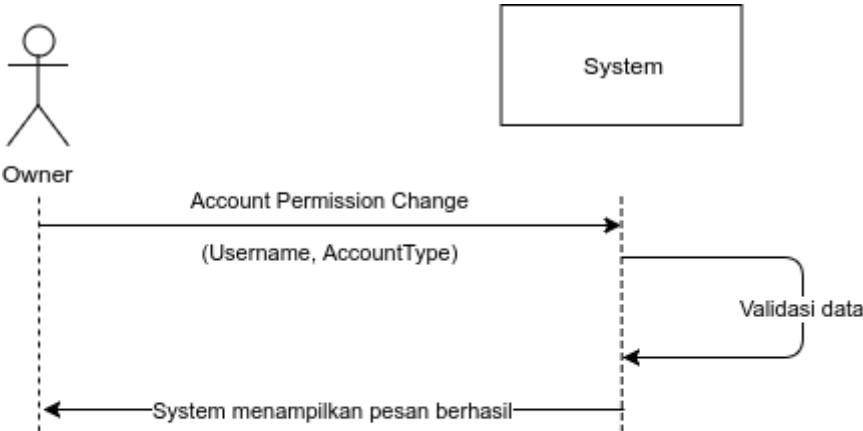 System
Owner
Account Permission Change
(Username, AccountType)
Validasi data
System menampilkan pesan berhasil